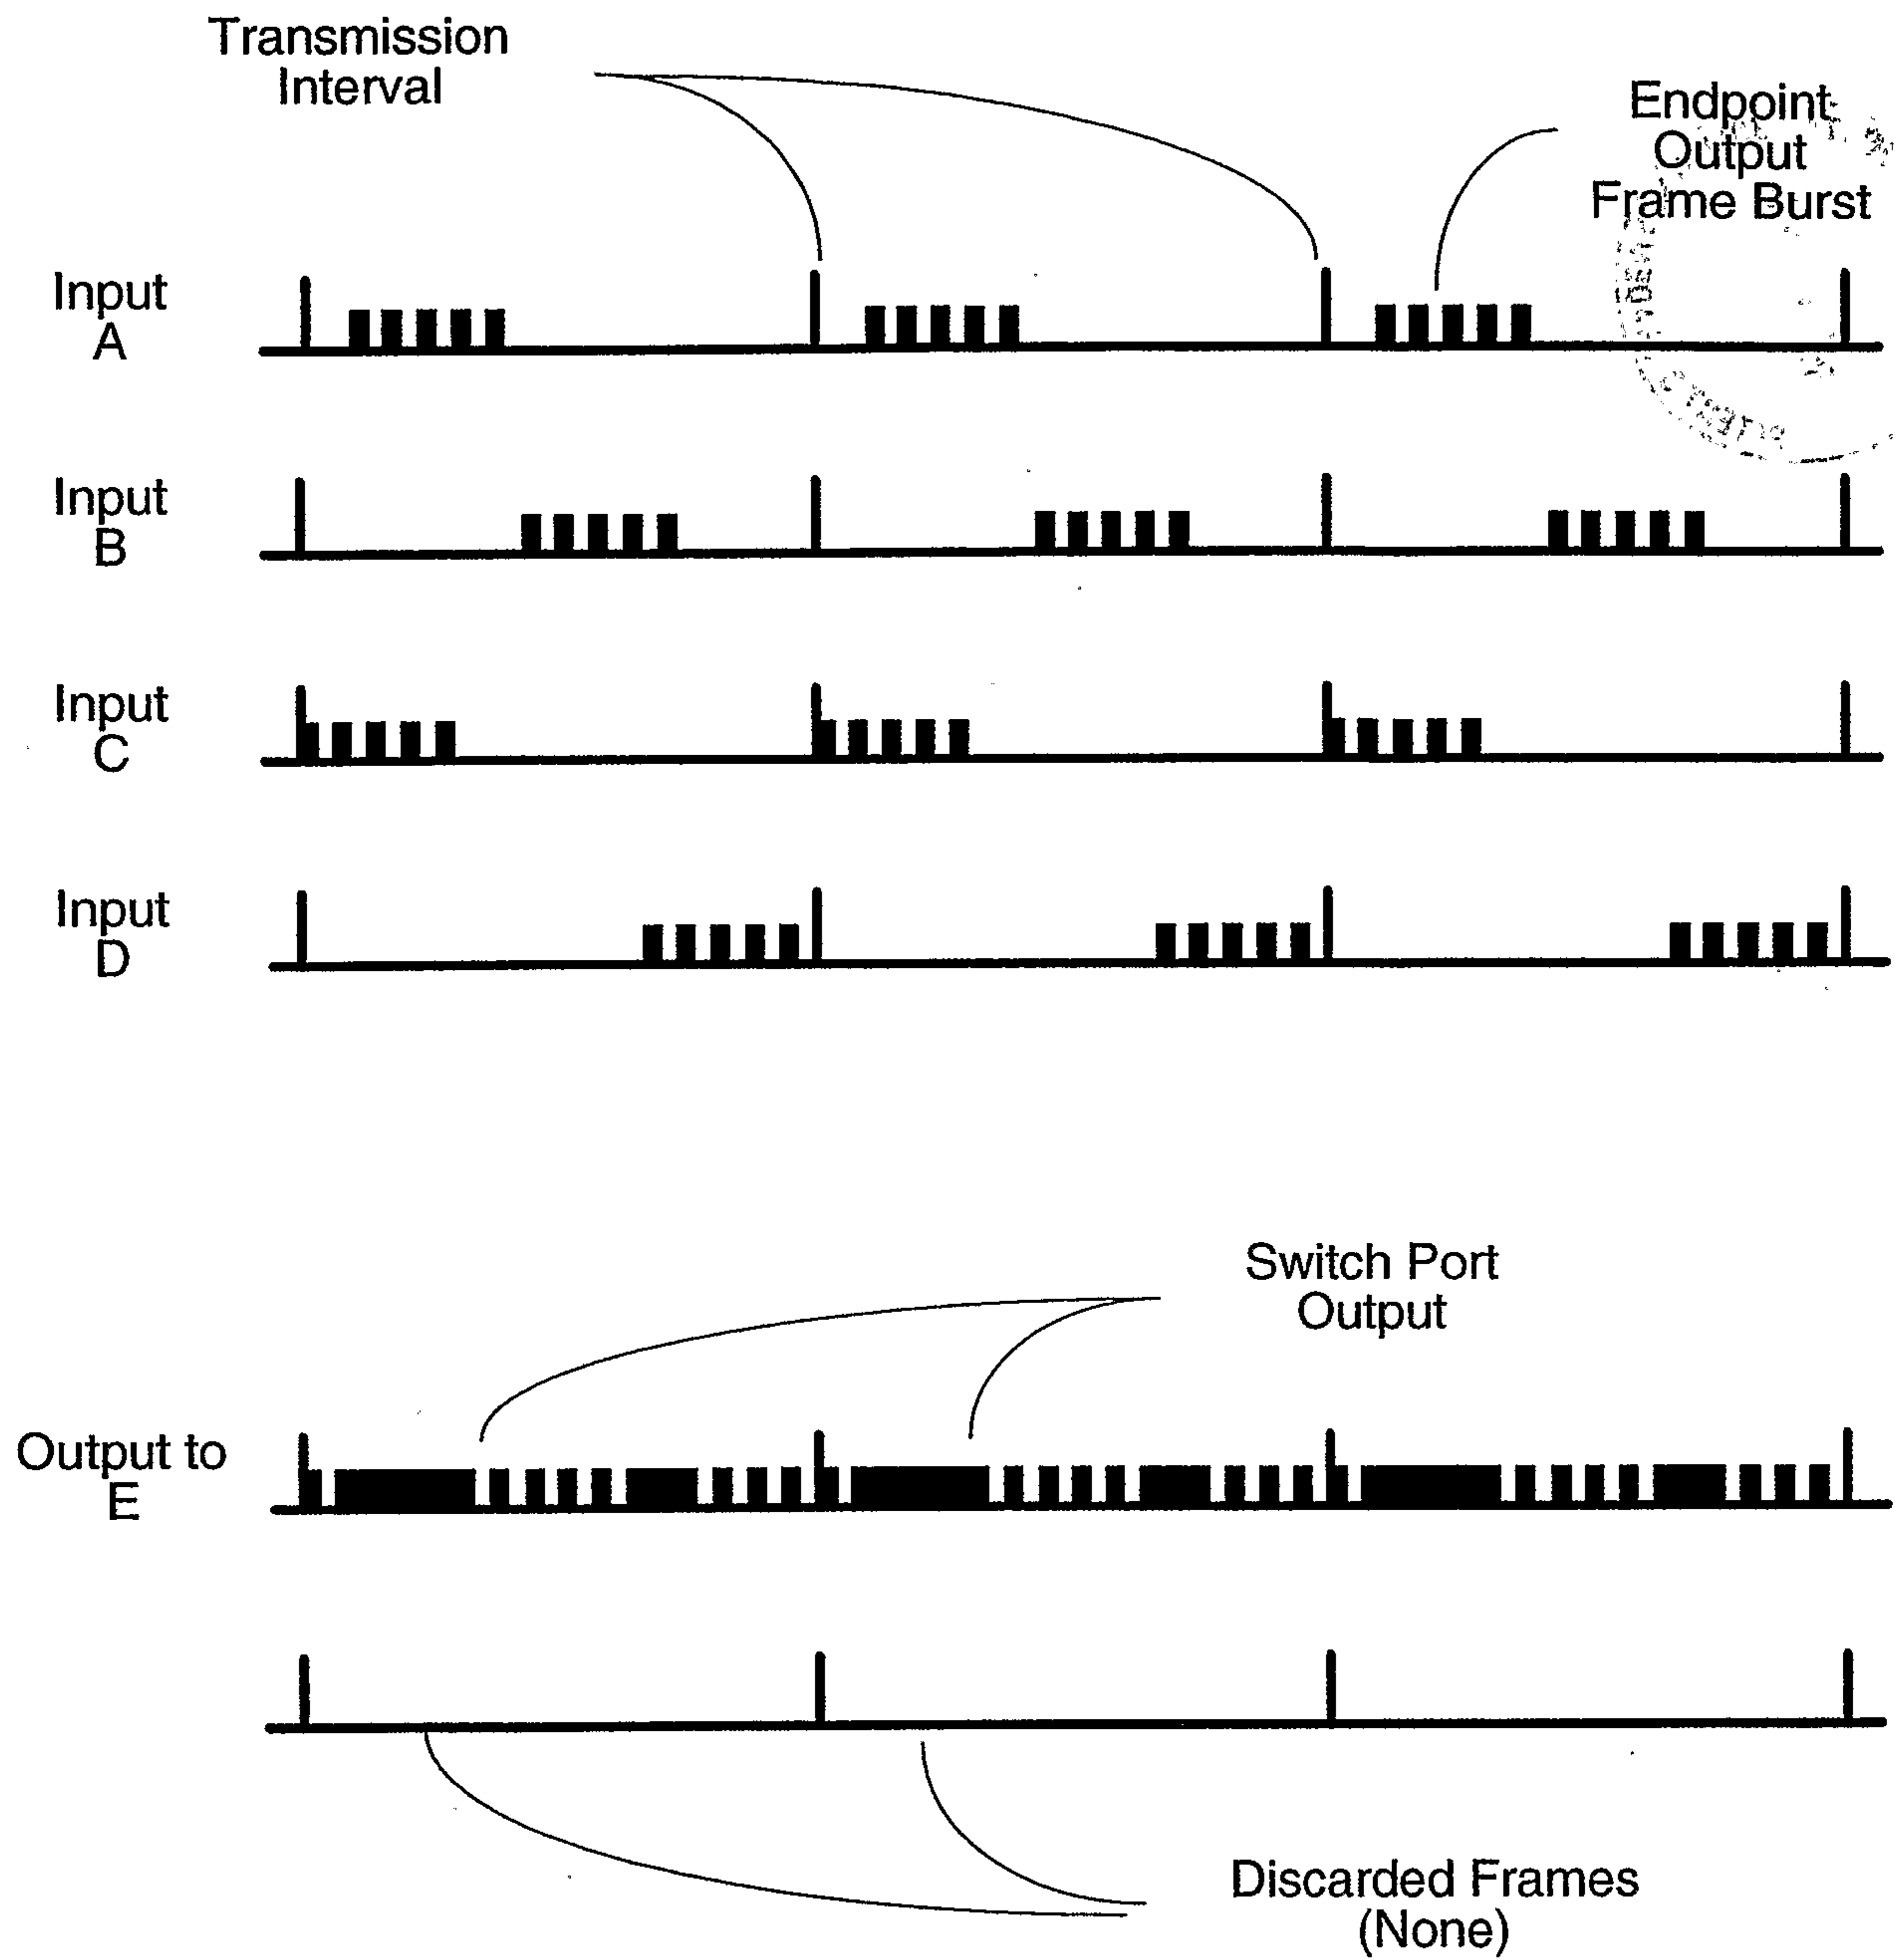 Transmission
Interval
Endpoint
Output
Frame Burst
Input
A
Input
B
Input
C
Input
D
Switch Port
Output
Output to
E
Discarded Frames
(None)